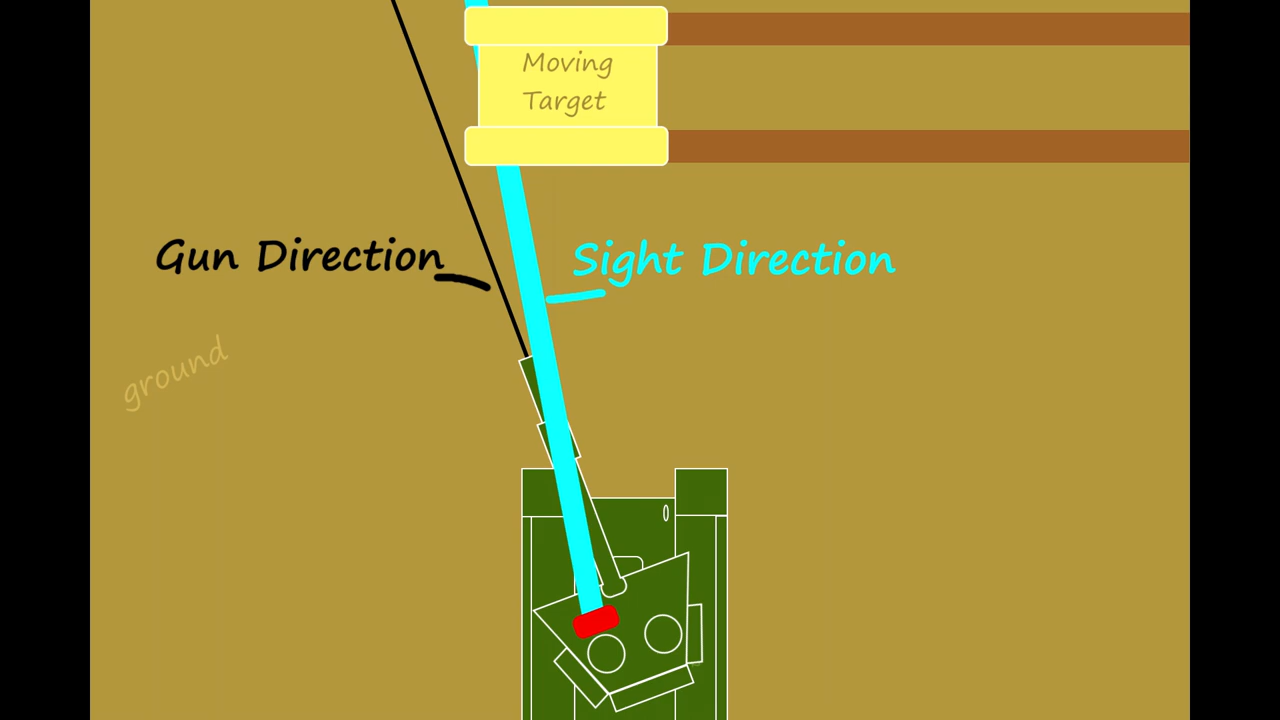 Moving
Target
Gun Direction
Sight Direction
ground